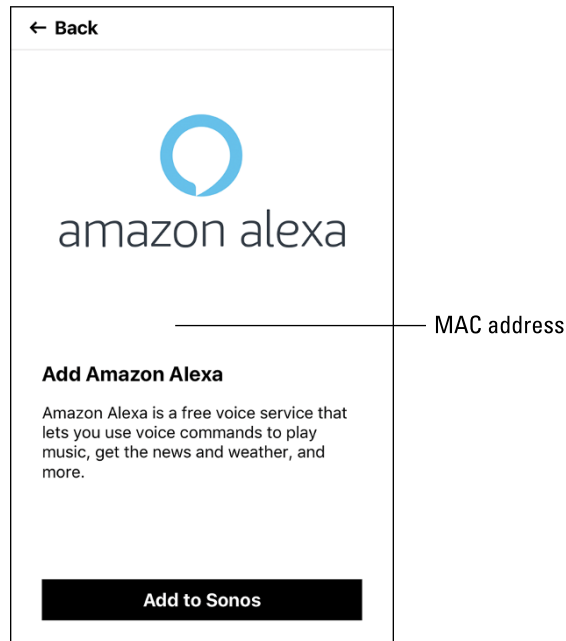 ← Back
amazon alexa
MAC address
Add Amazon Alexa
Amazon Alexa is a free voice service that
lets you use voice commands to play
music, get the news and weather, and
more.
Add to Sonos